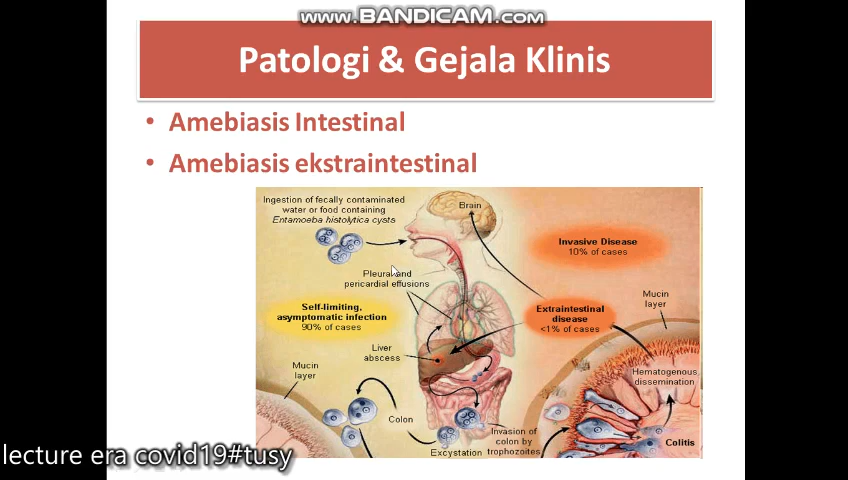 www.BANDICAM.com
Patologi & Gejala Klinis
• Amebiasis Intestinal
• Amebiasis ekstraintestinal
Ingestion of fecally contaminated
water or food containing
Entamoeba histolytica cysts
Brain
Invasive Disease
10% of cases
Pleural and
pericardial effusions
Self-limiting,
asymptomatic infection
90% of cases
Extraintestinal
disease
<1% of cases
Mucin
layer
Liver
abscess
Mucin
layer
Hematogenous
dissemination
Colon
Invasion of
colon by
trophozoites
Excystation
Colitis
lecture era covid19#tusy